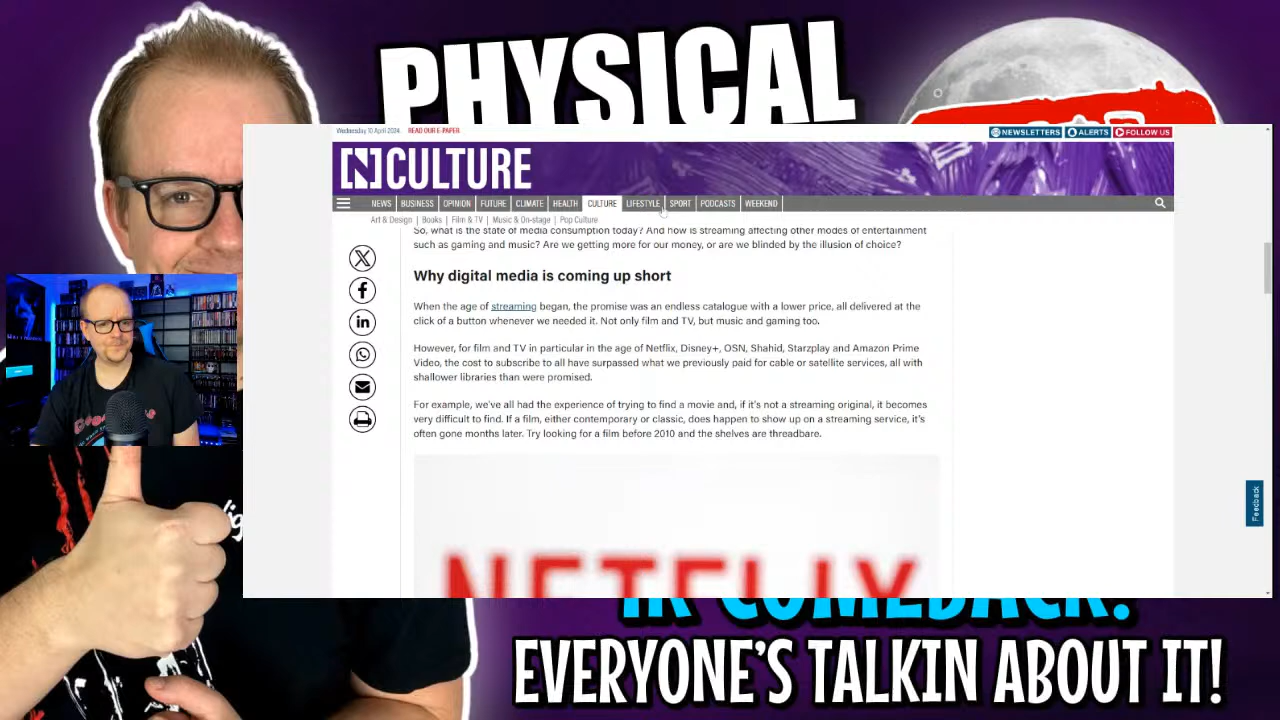 PHYSICAL
Wednesday 10 April 2024 READ OUR E-PAPER
NEWSLETTERS ALERTS FOLLOW US
[N]CULTURE
NEWS BUSINESS OPINION FUTURE CLIMATE HEALTH CULTURE LIFESTYLE SPORT PODCASTS WEEKEND
Art & Design | Books | Film & TV | Music & On-stage | Pop Culture
So, what is the state of media consumption today? And how is streaming affecting other modes of entertainment
such as gaming and music? Are we getting more for our money, or are we blinded by the illusion of choice?
Why digital media is coming up short
When the age of streaming began, the promise was an endless catalogue with a lower price, all delivered at the
click of a button whenever we needed it. Not only film and TV, but music and gaming too.
However, for film and TV in particular in the age of Netflix, Disney+, OSN, Shahid, Starzplay and Amazon Prime
Video, the cost to subscribe to all have surpassed what we previously paid for cable or satellite services, all with
shallower libraries than were promised.
For example, we've all had the experience of trying to find a movie and, if it's not a streaming original, it becomes
very difficult to find. If a film, either contemporary or classic, does happen to show up on a streaming service, it's
often gone months later. Try looking for a film before 2010 and the shelves are threadbare.
Feedback
NETFLIX
COMEBACK!
EVERYONE'S TALKIN ABOUT IT!